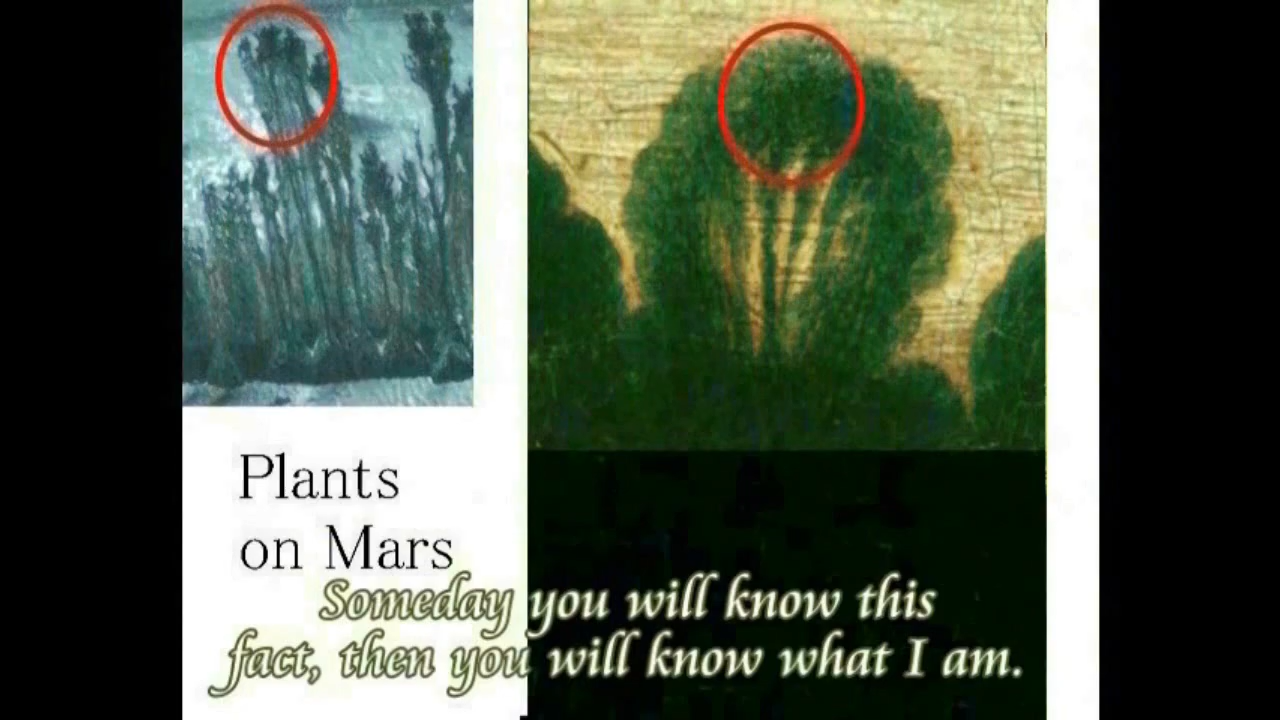 Plants
on Mars
Someday you will know this
fact, then you will know what I am.